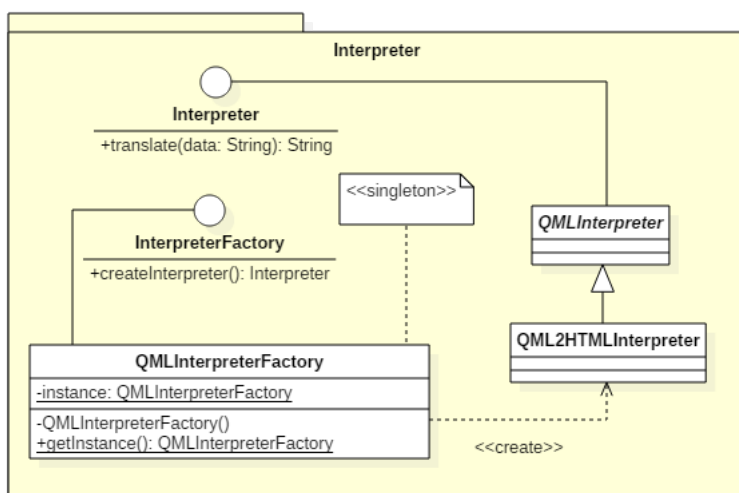 Interpreter
Interpreter
+translate(data: String): String
<<singleton>>
QMLInterpreter
InterpreterFactory
+createInterpreter(): Interpreter
QML2HTMLInterpreter
QMLInterpreterFactory
-instance: QMLInterpreterFactory
-QMLInterpreterFactory()
+getInstance(): QMLInterpreterFactory
<<create>>